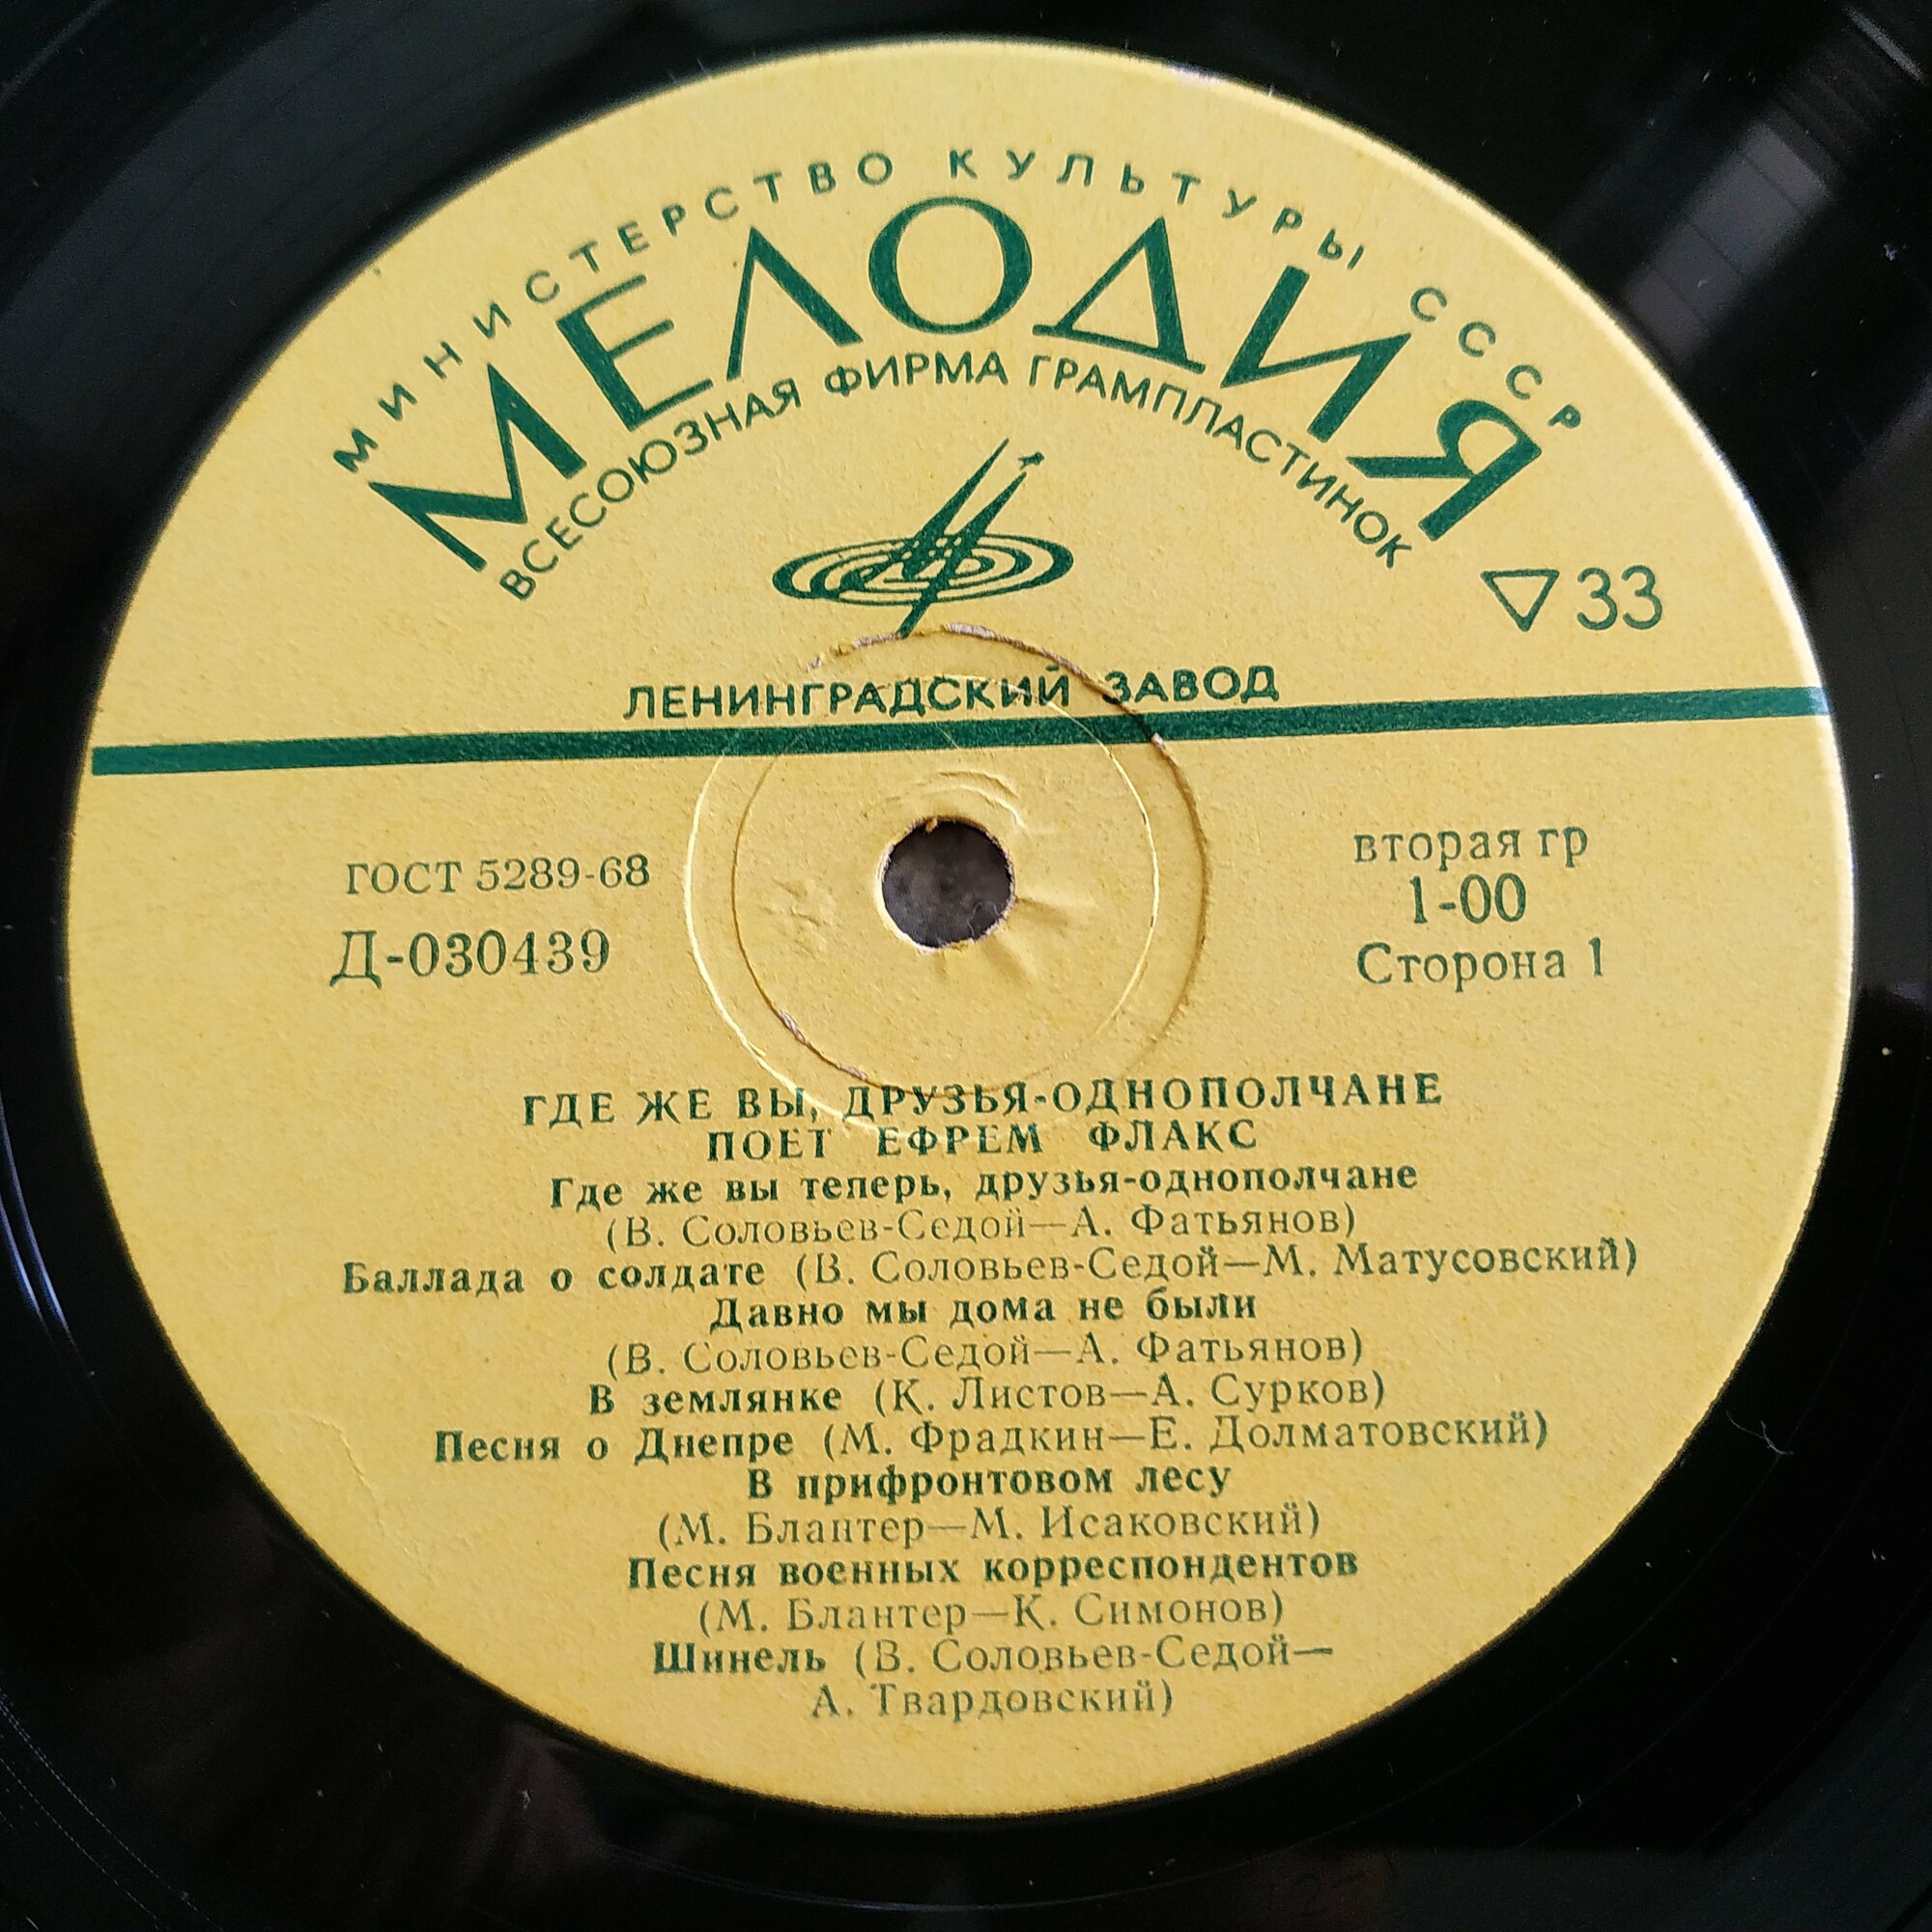 МИНИСТЕРСТВО КУЛЬТУРЫ СССР
МЕЛОДИЯ
ВСЕСОЮЗНАЯ ФИРМА ГРАМПЛАСТИНОК
33
ЛЕНИНГРАДСКИЙ ЗАВОД
ГОСТ 5289-68
Д-030439
вторая гр
1-00
Сторона 1
ГДЕ ЖЕ ВЫ, ДРУЗЬЯ-ОДНОПОЛЧАНЕ
ПОЕТ ЕФРЕМ ФЛАКС
Где же вы теперь, друзья-однополчане
(В. Соловьев-Седой—А. Фатьянов)
Баллада о солдате (В. Соловьев-Седой—М. Матусовский)
Давно мы дома не были
(В. Соловьев-Седой—А. Фатьянов)
В землянке (К. Листов—А. Сурков)
Песня о Днепре (М. Фрадкин—Е. Долматовский)
В прифронтовом лесу
(М. Блантер—М. Исаковский)
Песня военных корреспондентов
(М. Блантер—К. Симонов)
Шинель (В. Соловьев-Седой—
А. Твардовский)